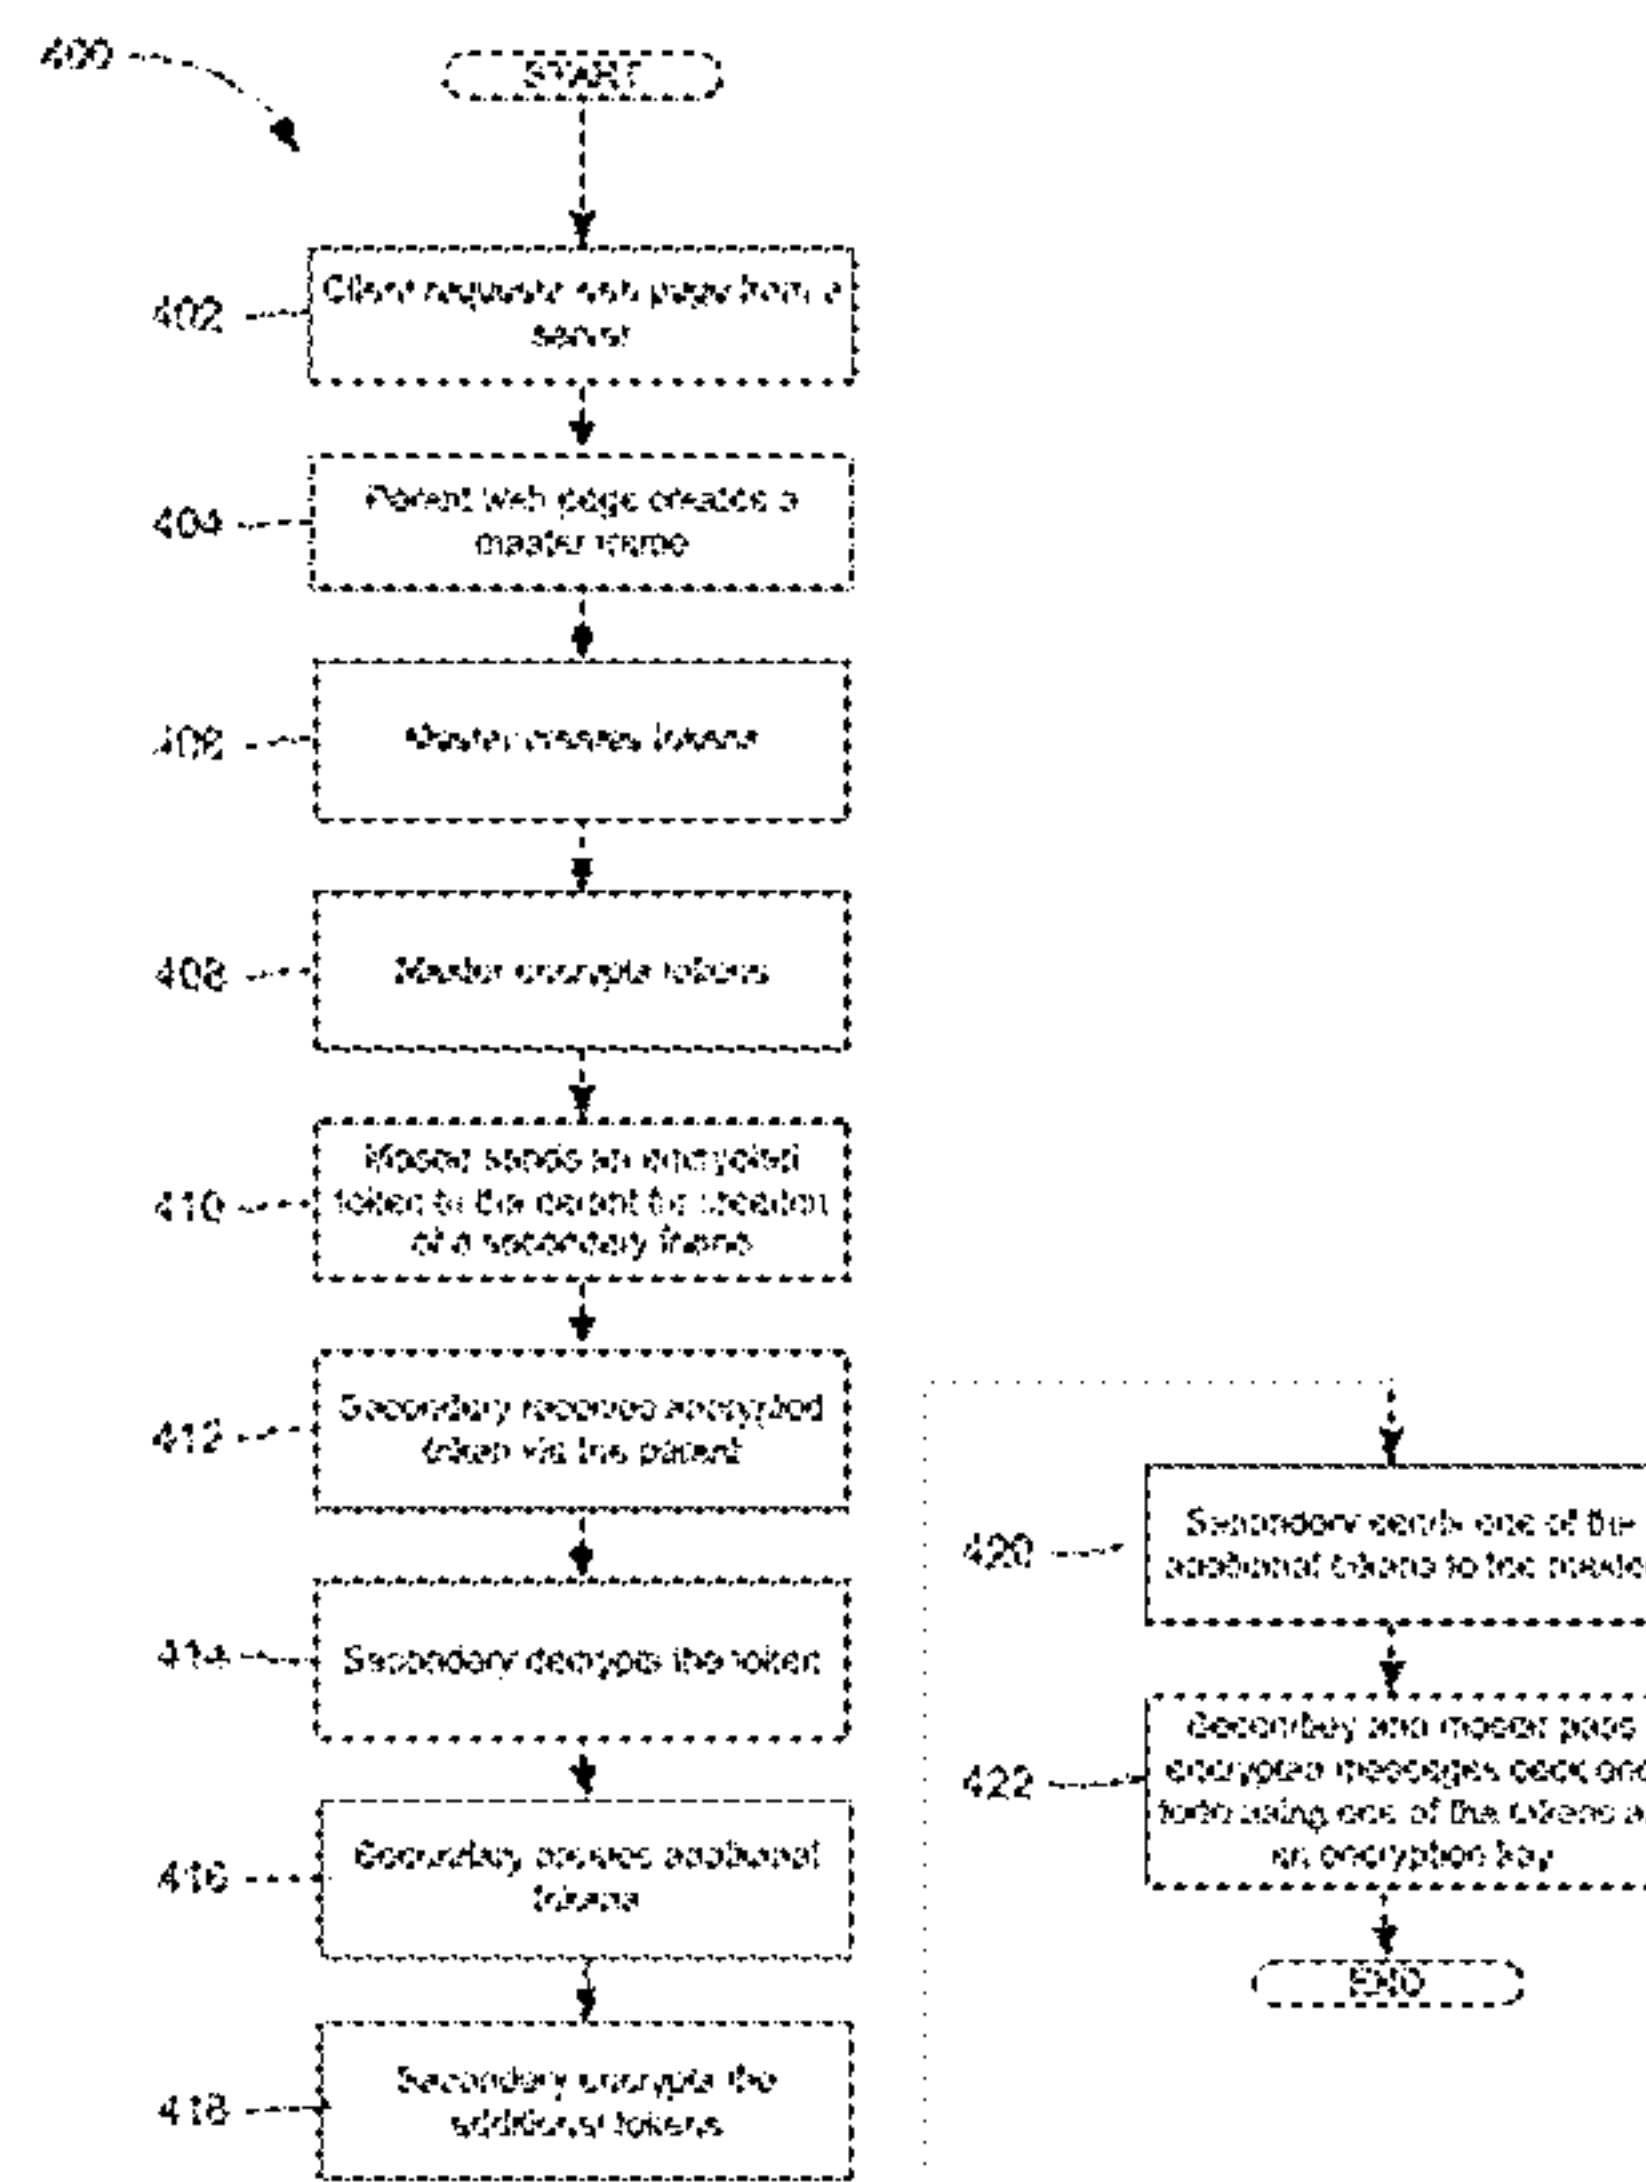 400
START
402
Client requests web page from a
server
404
Parent web page creates a
master frame
406
Master creates tokens
408
Master encrypts tokens
410
Master sends an encrypted
token to the parent for creation
of a secondary frame
412
Secondary receives encrypted
token via the parent
414
Secondary decrypts the token
416
Secondary creates additional
tokens
418
Secondary encrypts the
additional tokens
420
Secondary sends one of the
additional tokens to the master
422
Secondary and master pass
encrypted messages back and
forth using one of the tokens as
an encryption key
END